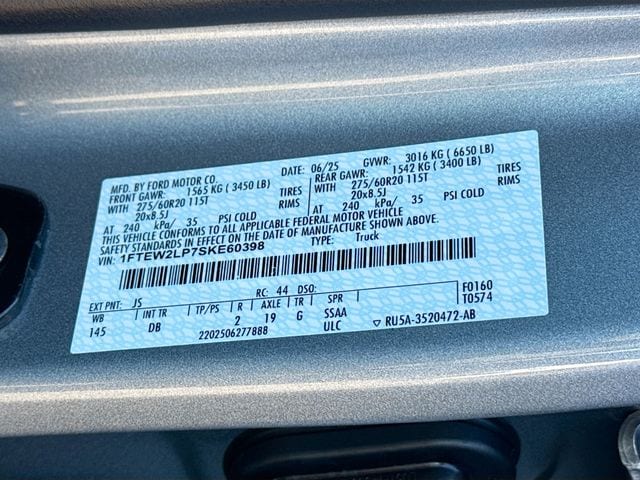 MFD. BY FORD MOTOR CO. DATE: 06/25 GVWR: 3016 KG ( 6650 LB)
FRONT GAWR: 1565 KG ( 3450 LB) REAR GAWR: 1542 KG ( 3400 LB)
WITH 275/60R20 115T TIRES WITH 275/60R20 115T TIRES
20x8.5J RIMS 20x8.5J RIMS
AT 240 kPa/ 35 PSI COLD AT 240 kPa/ 35 PSI COLD
THIS VEHICLE CONFORMS TO ALL APPLICABLE FEDERAL MOTOR VEHICLE
SAFETY STANDARDS IN EFFECT ON THE DATE OF MANUFACTURE SHOWN ABOVE.
VIN: 1FTEW2LP7SKE60398 TYPE: Truck
EXT PNT: JS RC: 44 DSO: F0160
WB INT TR TP/PS R AXLE TR SPR T0574
145 DB 2 19 G SSAA
2202506277888 ULC ▽ RU5A-3520472-AB